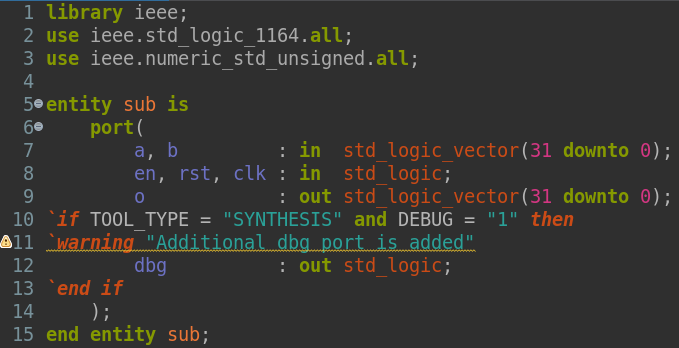 1 library ieee;
2 use ieee.std_logic_1164.all;
3 use ieee.numeric_std_unsigned.all;
4
5 entity sub is
6     port(
7         a, b         : in  std_logic_vector(31 downto 0);
8         en, rst, clk : in  std_logic;
9         o            : out std_logic_vector(31 downto 0);
10 `if TOOL_TYPE = "SYNTHESIS" and DEBUG = "1" then
11 `warning "Additional dbg port is added"
12         dbg          : out std_logic;
13 `end if
14     );
15 end entity sub;